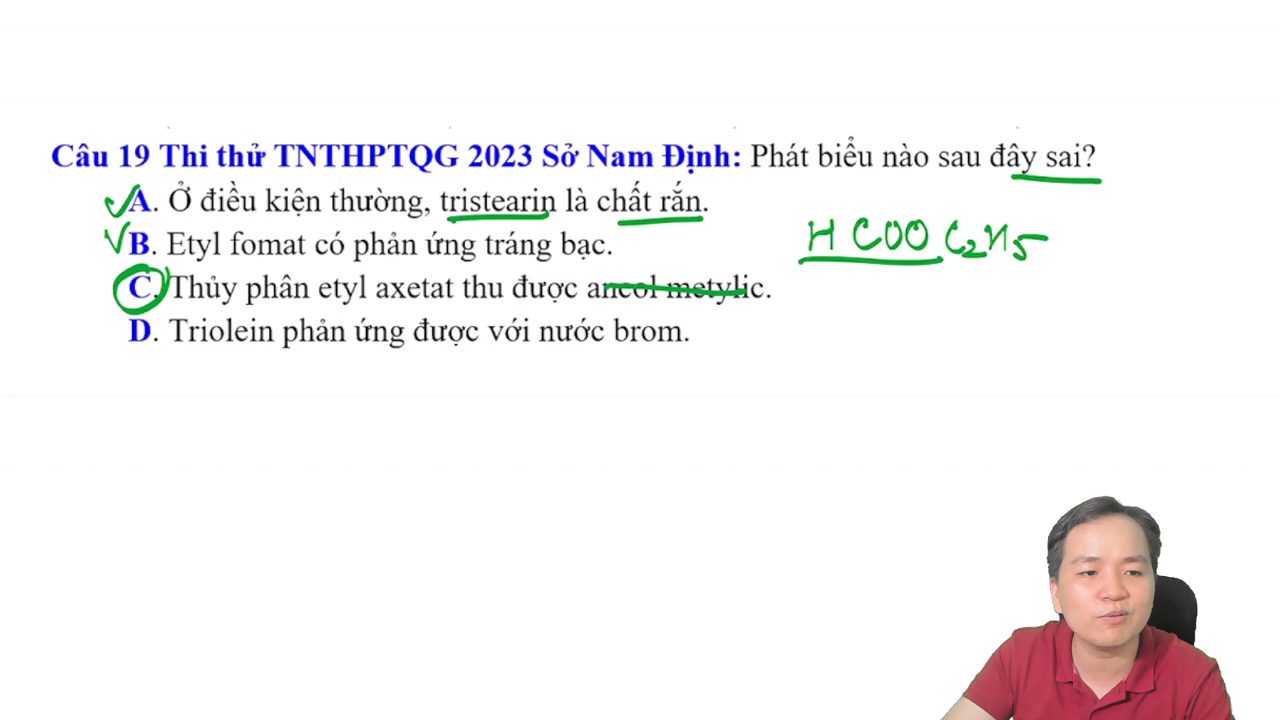 Câu 19 Thi thử TNTHPTQG 2023 Sở Nam Định: Phát biểu nào sau đây sai?
A. Ở điều kiện thường, tristearin là chất rắn.
B. Etyl fomat có phản ứng tráng bạc.
HCOOC2H5
C. Thủy phân etyl axetat thu được ancol metylic.
D. Triolein phản ứng được với nước brom.